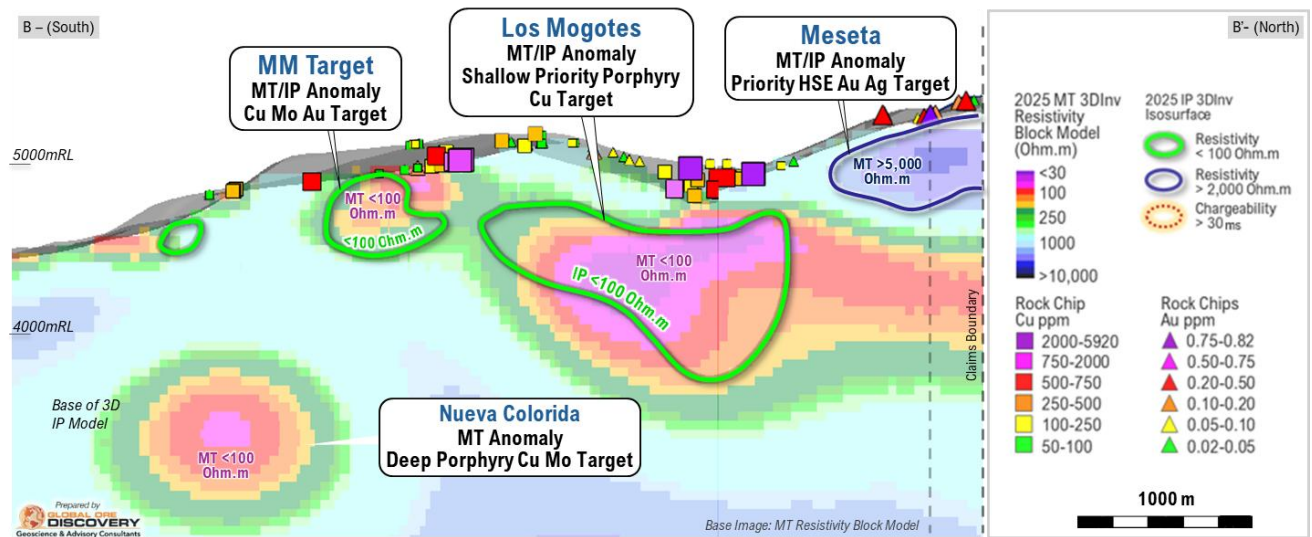 B – (South)
MM Target
MT/IP Anomaly
Cu Mo Au Target
Los Mogotes
MT/IP Anomaly
Shallow Priority Porphyry
Cu Target
Meseta
MT/IP Anomaly
Priority HSE Au Ag Target
B'- (North)
5000mRL
4000mRL
MT <100
Ohm.m
<100 Ohm.m
MT <100
Ohm.m
IP <100 Ohm.m
MT >5,000
Ohm.m
Claims Boundary
Base of 3D
IP Model
MT <100
Ohm.m
Nueva Colorida
MT Anomaly
Deep Porphyry Cu Mo Target
Prepared by
GLOBAL ORE
DISCOVERY
Geoscience & Advisory Consultants
Base Image: MT Resistivity Block Model
2025 MT 3DInv
Resistivity
Block Model
(Ohm.m)
<30
100
250
1000
>10,000
2025 IP 3DInv
Isosurface
Resistivity
< 100 Ohm.m
Resistivity
> 2,000 Ohm.m
Chargeability
> 30 ms
Rock Chip
Cu ppm
2000-5920
750-2000
500-750
250-500
100-250
50-100
Rock Chips
Au ppm
0.75-0.82
0.50-0.75
0.20-0.50
0.10-0.20
0.05-0.10
0.02-0.05
1000 m